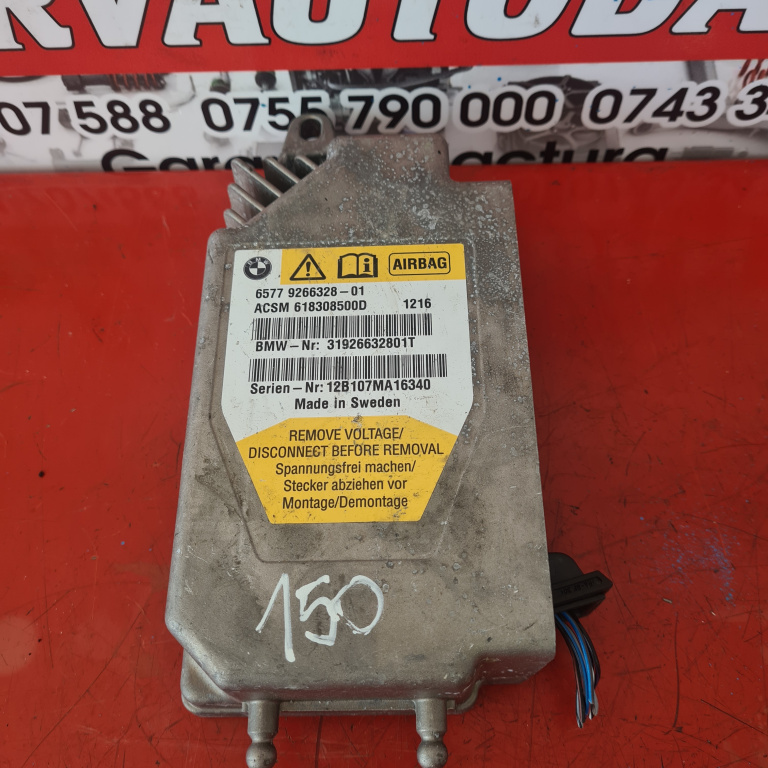 RVAUTODA
07 588 0755 790 000 0743 3
BMW
AIRBAG
6577 9266328-01
ACSM 618308500D 1216
BMW-Nr: 31926632801T
Serien-Nr: 12B107MA16340
Made in Sweden
REMOVE VOLTAGE/
DISCONNECT BEFORE REMOVAL
Spannungsfrei machen/
Stecker abziehen vor
Montage/Demontage
150